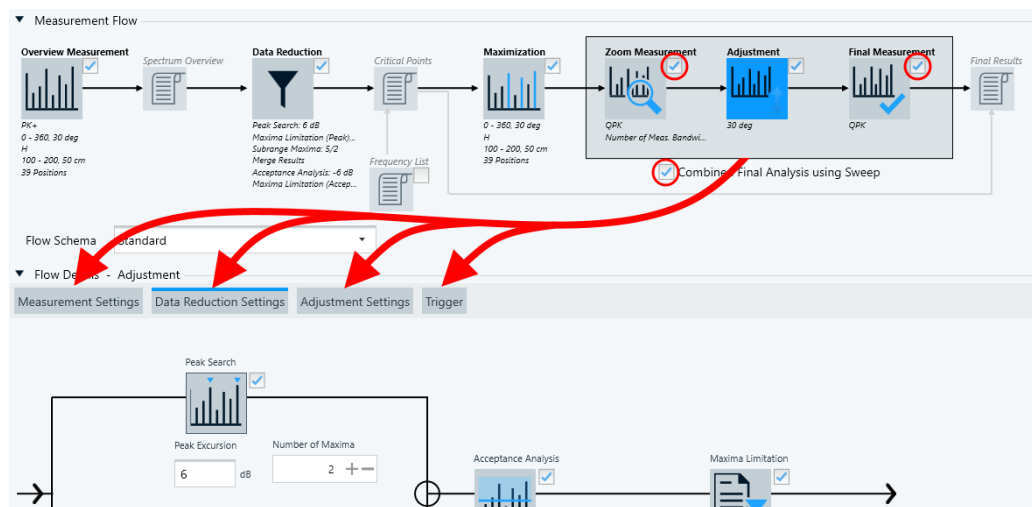 Measurement Flow
Overview Measurement
Spectrum Overview
Data Reduction
Critical Points
Maximization
Zoom Measurement
Adjustment
Final Measurement
Final Results
PK+
0 - 360, 30 deg
H
100 - 200, 50 cm
39 Positions
Peak Search: 6 dB
Maxima Limitation (Peak)...
Subrange Maxima: 5/2
Merge Results
Acceptance Analysis: -6 dB
Maxima Limitation (Accep...
Frequency List
0 - 360, 30 deg
H
100 - 200, 50 cm
39 Positions
QPK
Number of Meas. Bandwi...
30 deg
QPK
Combined Final Analysis using Sweep
Flow Schema
Standard
Flow Details - Adjustment
Measurement Settings
Data Reduction Settings
Adjustment Settings
Trigger
Peak Search
Peak Excursion
Number of Maxima
6
dB
2
Acceptance Analysis
Maxima Limitation